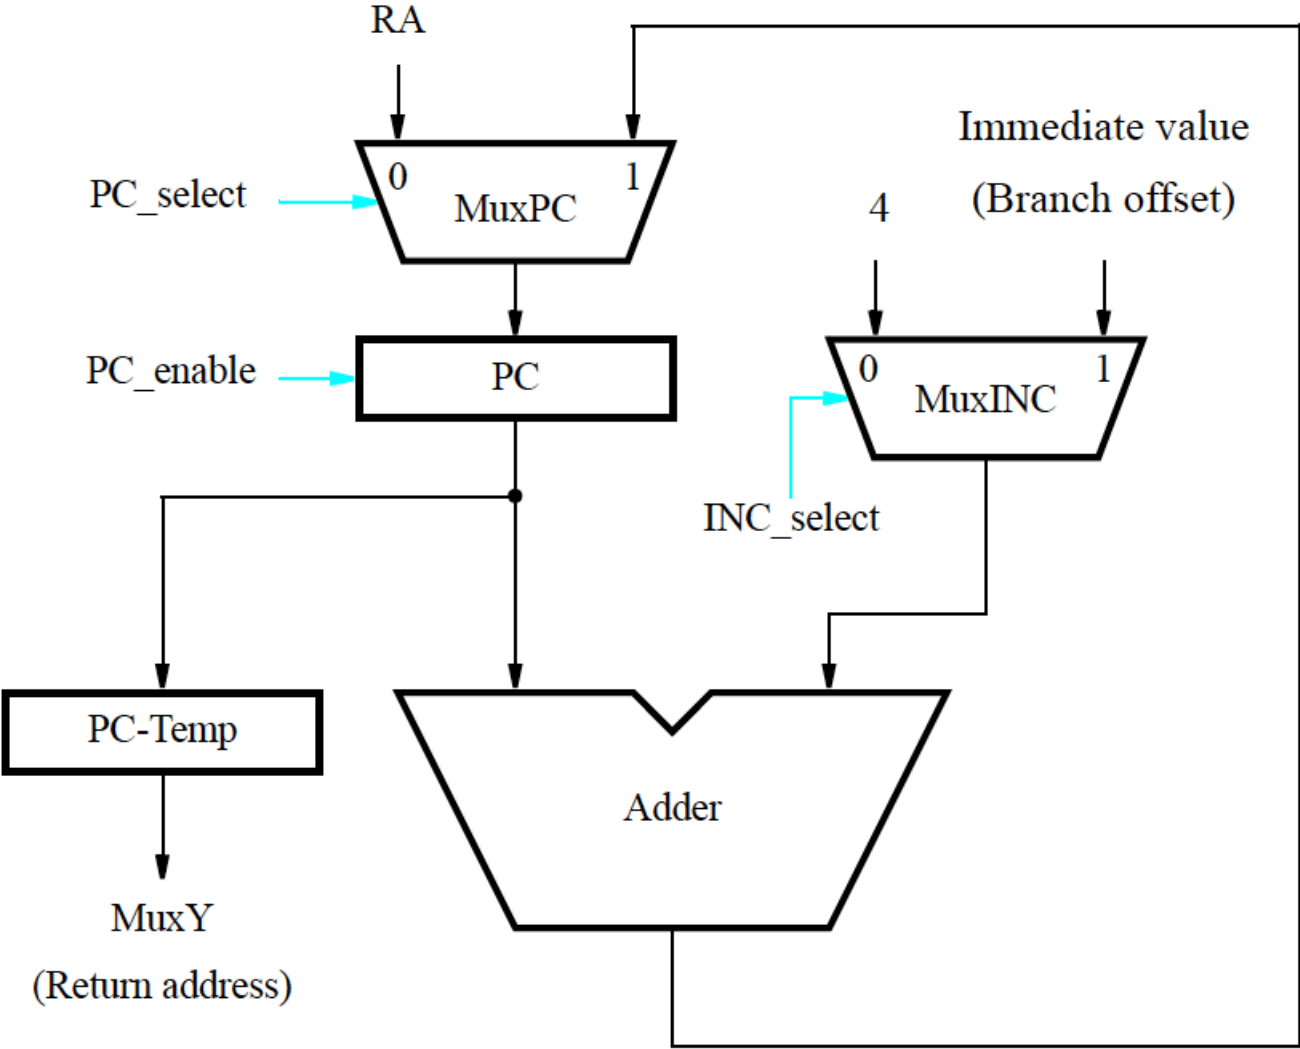 RA
Immediate value
(Branch offset)
4
0
1
PC_select
MuxPC
PC_enable
PC
0
1
MuxINC
INC_select
PC-Temp
Adder
MuxY
(Return address)